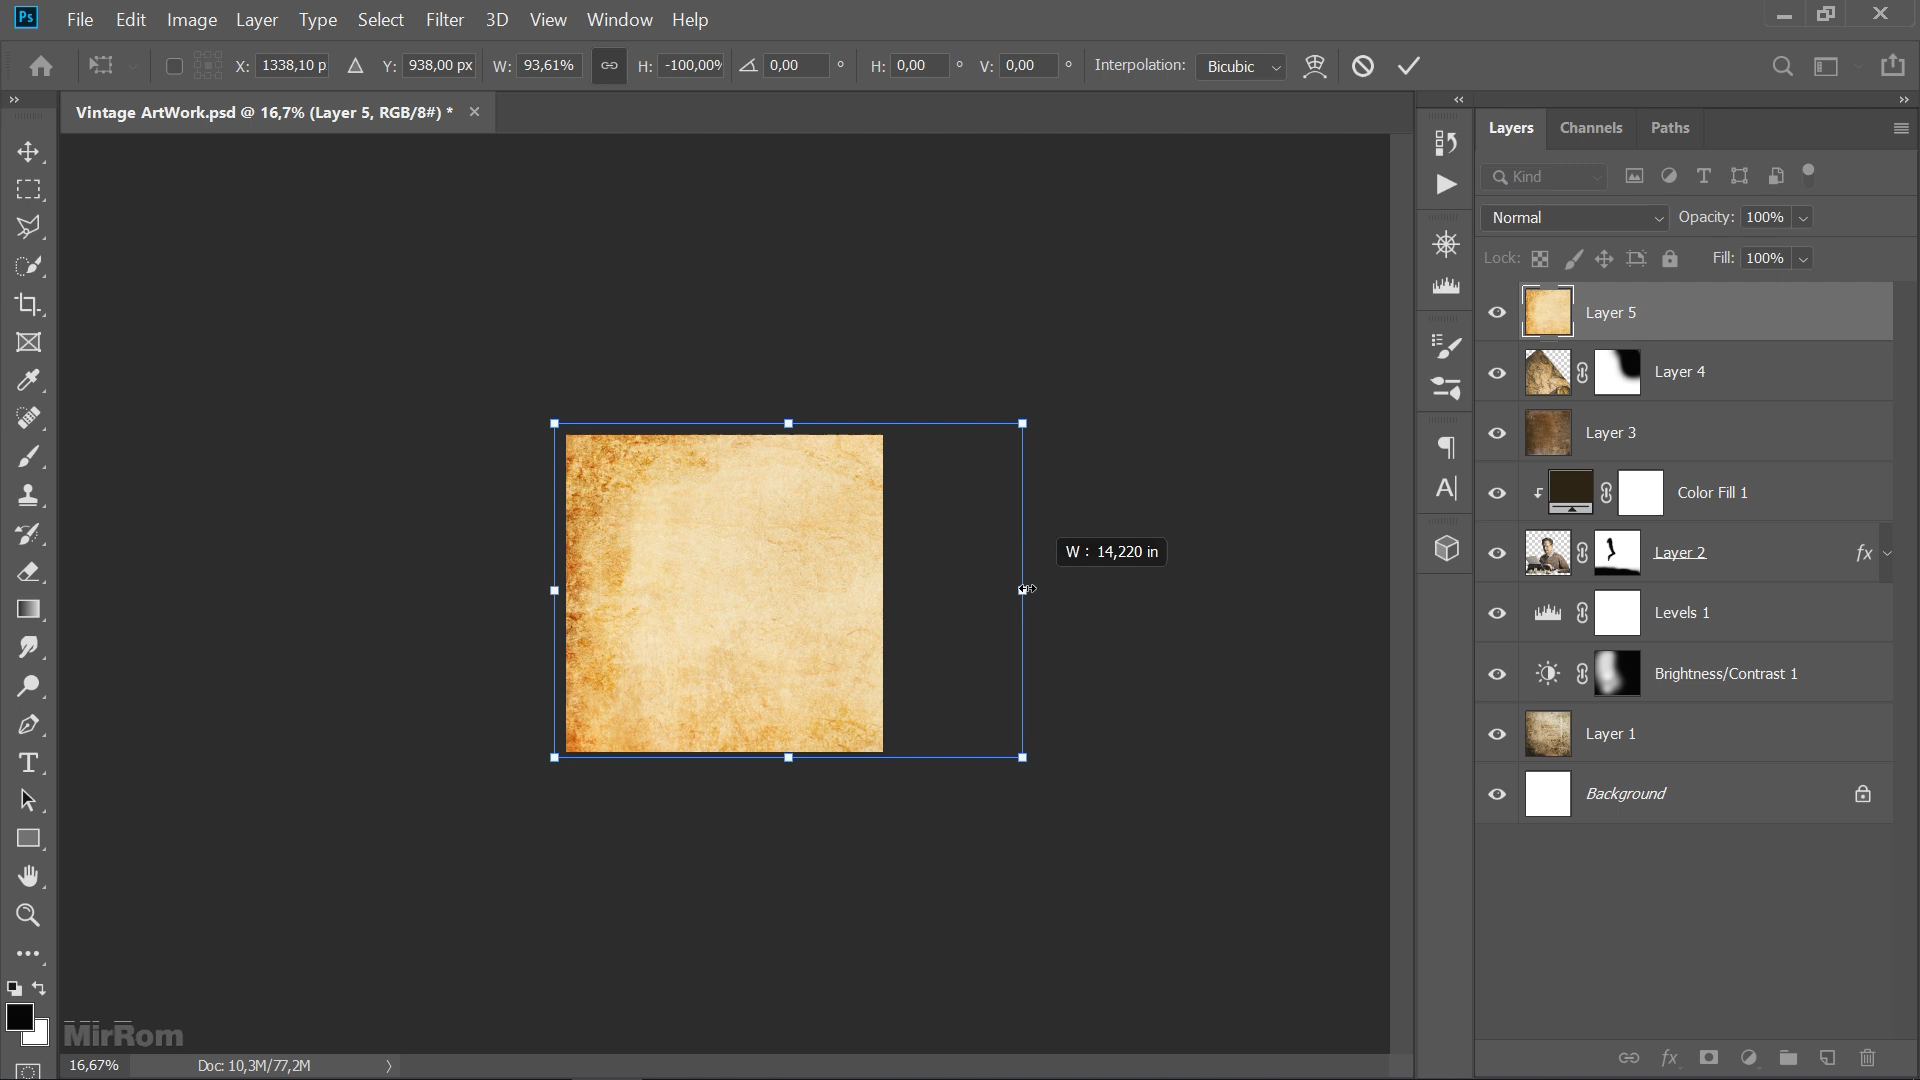 Ps File Edit Image Layer Type Select Filter 3D View Window Help
X: 1338,10 p Y: 938,00 px W: 93,61% H: -100,00% 0,00 ° H: 0,00 ° V: 0,00 ° Interpolation: Bicubic
Vintage ArtWork.psd @ 16,7% (Layer 5, RGB/8#) *
Layers Channels Paths
Kind
Normal Opacity: 100%
Lock: Fill: 100%
Layer 5
Layer 4
Layer 3
Color Fill 1
W : 14,220 in
Layer 2 fx
Levels 1
Brightness/Contrast 1
Layer 1
Background
MirRom
16,67% Doc: 10,3M/77,2M
fx